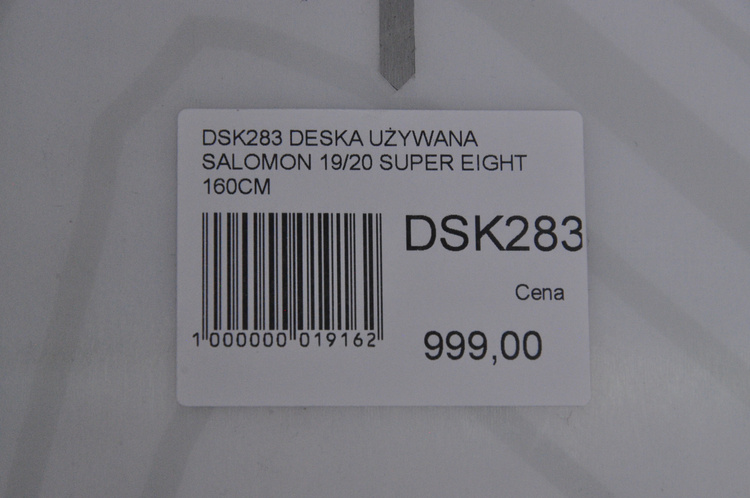 DSK283 DESKA UŻYWANA
SALOMON 19/20 SUPER EIGHT
160CM
DSK283
Cena
1 000000 019162
999,00